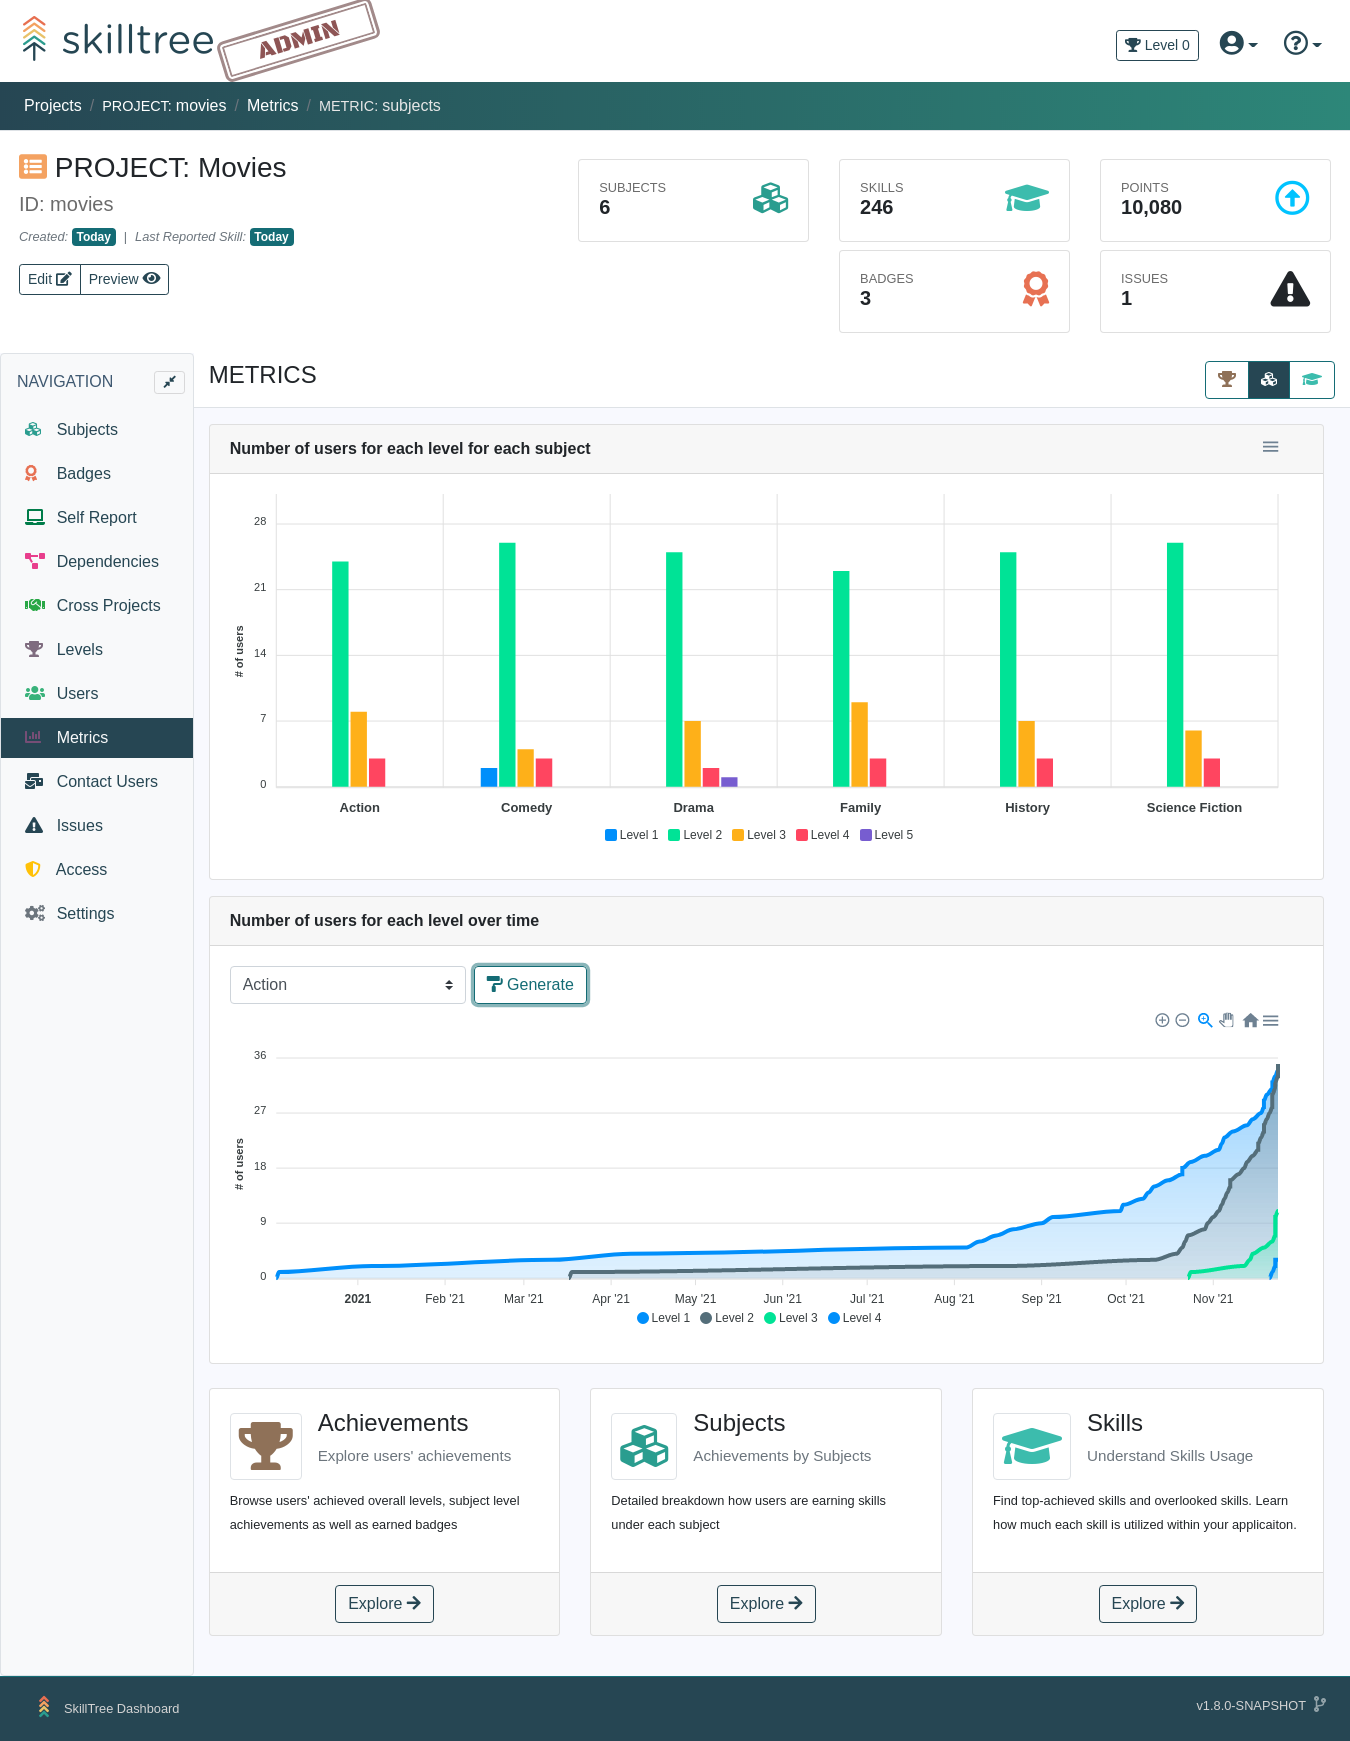 skilltree
ADMIN
Level 0
Projects / PROJECT: movies / Metrics / METRIC: subjects
PROJECT: Movies
ID: movies
Created: Today | Last Reported Skill: Today
Edit Preview
SUBJECTS
6
SKILLS
246
POINTS
10,080
BADGES
3
ISSUES
1
NAVIGATION
Subjects
Badges
Self Report
Dependencies
Cross Projects
Levels
Users
Metrics
Contact Users
Issues
Access
Settings
METRICS
Number of users for each level for each subject
# of users
28
21
14
7
0
Action Comedy Drama Family History Science Fiction
Level 1 Level 2 Level 3 Level 4 Level 5
Number of users for each level over time
Action Generate
# of users
36
27
18
9
0
2021 Feb '21 Mar '21 Apr '21 May '21 Jun '21 Jul '21 Aug '21 Sep '21 Oct '21 Nov '21
Level 1 Level 2 Level 3 Level 4
Achievements
Explore users' achievements
Browse users' achieved overall levels, subject level
achievements as well as earned badges
Explore
Subjects
Achievements by Subjects
Detailed breakdown how users are earning skills
under each subject
Explore
Skills
Understand Skills Usage
Find top-achieved skills and overlooked skills. Learn
how much each skill is utilized within your applicaiton.
Explore
SkillTree Dashboard
v1.8.0-SNAPSHOT